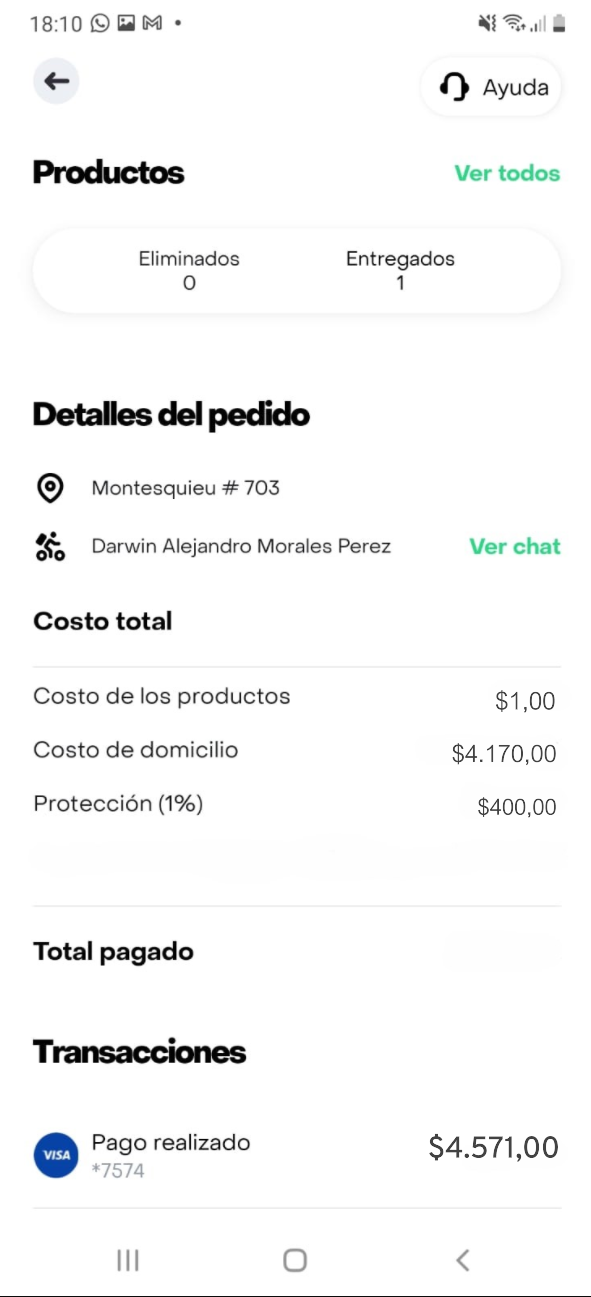 18:10
Ayuda
Productos
Ver todos
Eliminados
0
Entregados
1
Detalles del pedido
Montesquieu # 703
Darwin Alejandro Morales Perez
Ver chat
Costo total
Costo de los productos
$1,00
Costo de domicilio
$4.170,00
Protección (1%)
$400,00
Total pagado
Transacciones
VISA
Pago realizado
$4.571,00
*7574